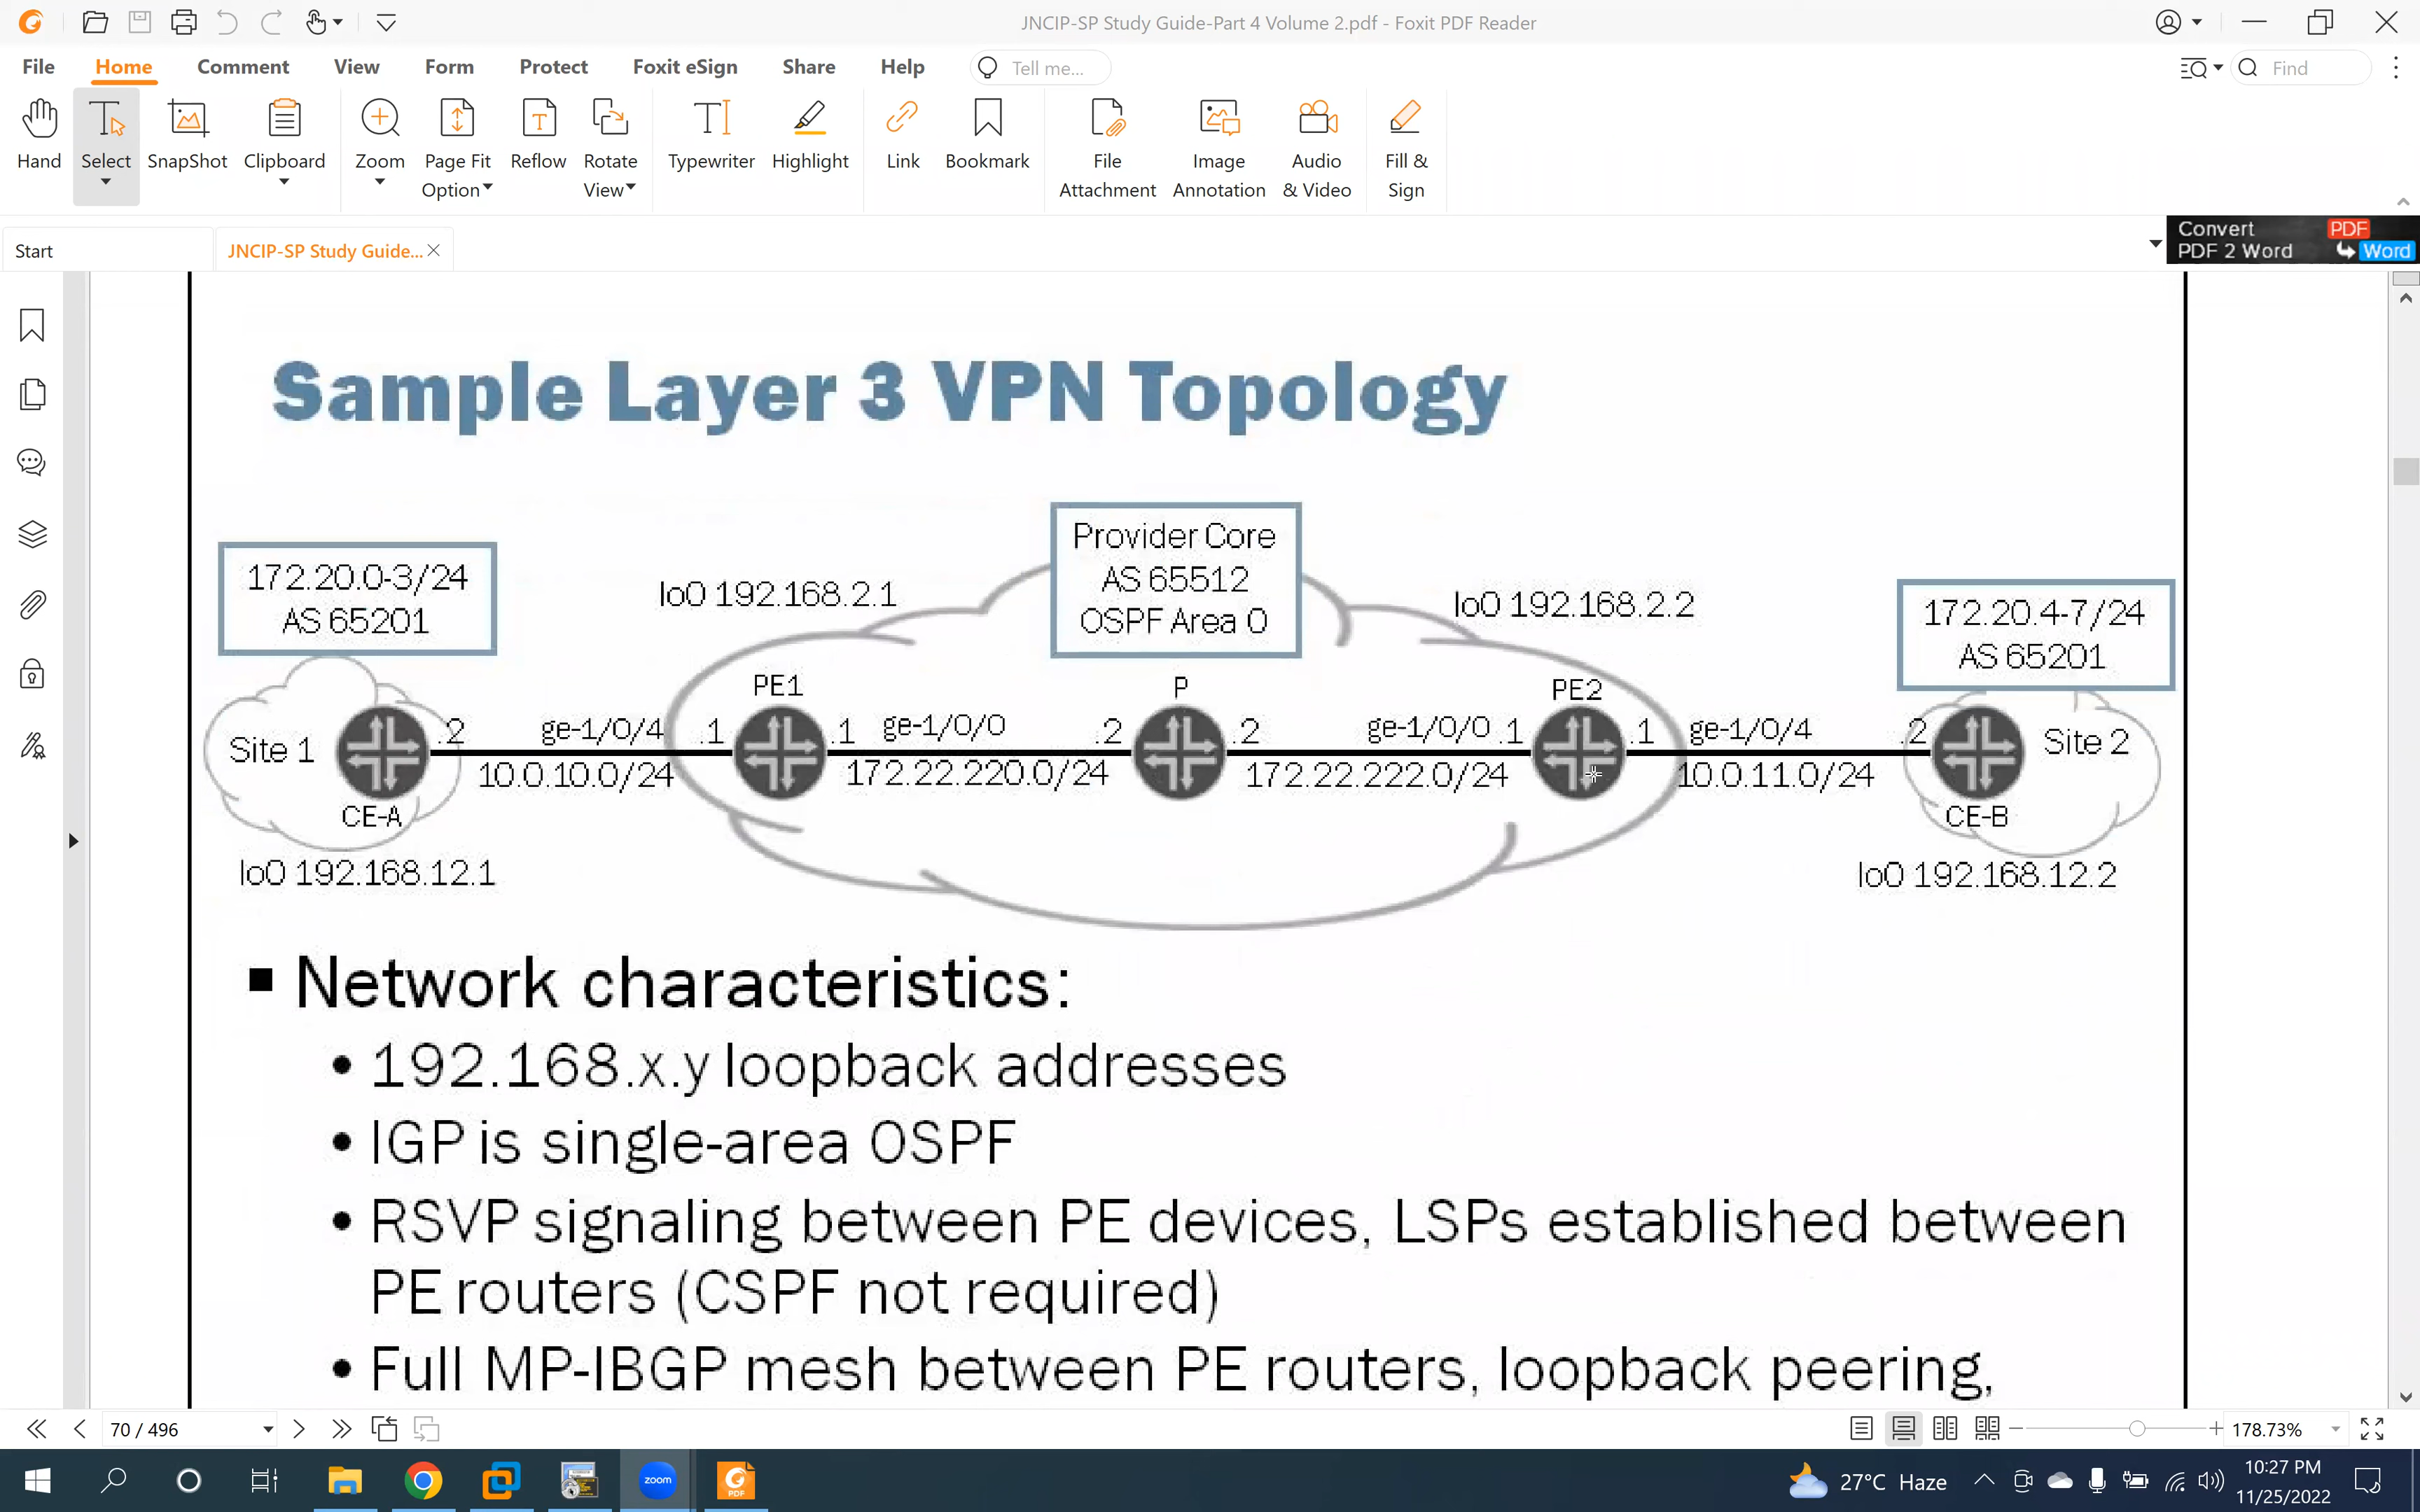 JNCIP-SP Study Guide-Part 4 Volume 2.pdf - Foxit PDF Reader
File Home Comment View Form Protect Foxit eSign Share Help Tell me... Find
Hand Select SnapShot Clipboard Zoom Page Fit Option Reflow Rotate View Typewriter Highlight Link Bookmark File Attachment Image Annotation Audio & Video Fill & Sign
Start JNCIP-SP Study Guide...
Convert PDF
PDF 2 Word Word
Sample Layer 3 VPN Topology
Provider Core
AS 65512
OSPF Area 0
172.20.0-3/24
AS 65201
lo0 192.168.2.1
lo0 192.168.2.2
172.20.4-7/24
AS 65201
PE1 P PE2
Site 1 .2 ge-1/0/4 .1 .1 ge-1/0/0 .2 .2 ge-1/0/0 .1 .1 ge-1/0/4 .2 Site 2
10.0.10.0/24 172.22.220.0/24 172.22.222.0/24 10.0.11.0/24
CE-A CE-B
lo0 192.168.12.1 lo0 192.168.12.2
■ Network characteristics:
• 192.168.x.y loopback addresses
• IGP is single-area OSPF
• RSVP signaling between PE devices, LSPs established between
PE routers (CSPF not required)
• Full MP-IBGP mesh between PE routers, loopback peering,
70 / 496 178.73%
zoom PDF 27°C Haze 10:27 PM
11/25/2022